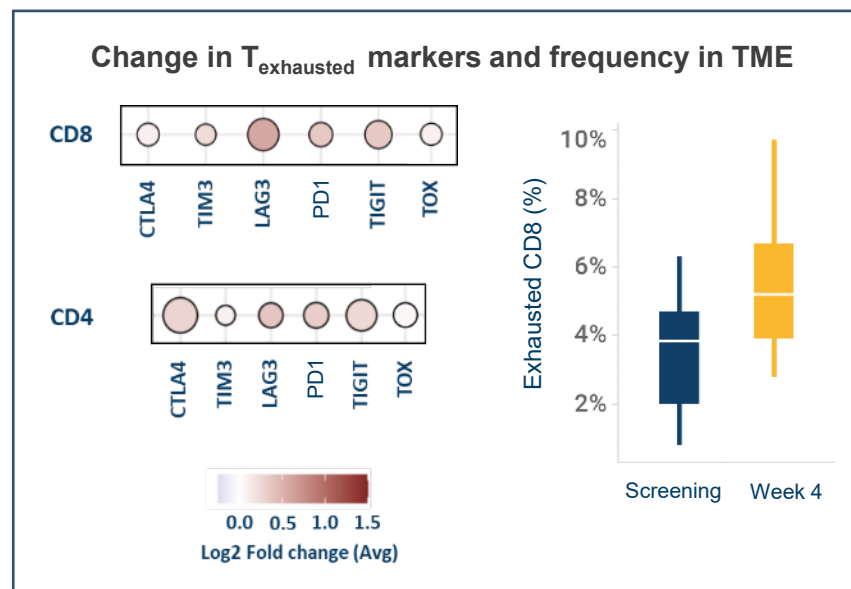 Change in Texhausted markers and frequency in TME
CD8
CTLA4
TIM3
LAG3
PD1
TIGIT
TOX
CD4
CTLA4
TIM3
LAG3
PD1
TIGIT
TOX
0.0 0.5 1.0 1.5
Log2 Fold change (Avg)
Exhausted CD8 (%)
10%
8%
6%
4%
2%
Screening Week 4